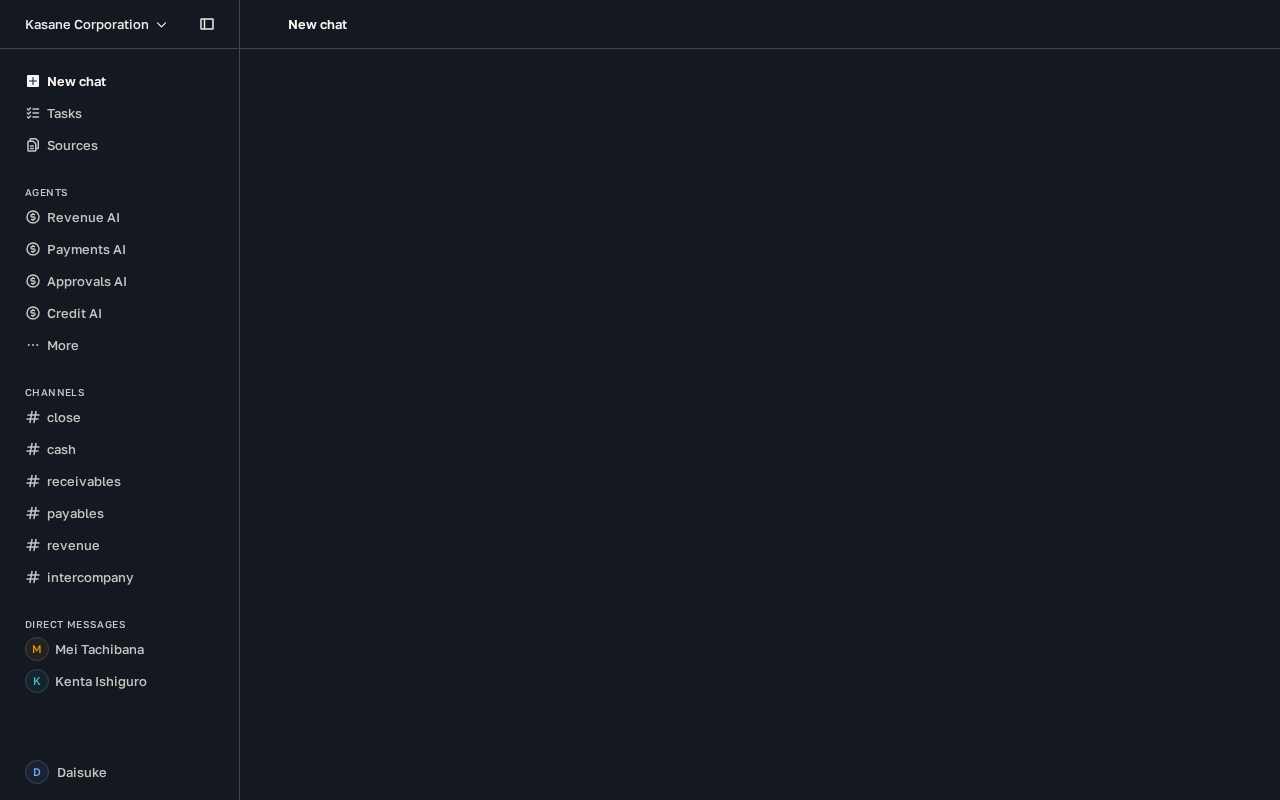 Kasane Corporation
New chat
New chat
Tasks
Sources
AGENTS
Revenue AI
Payments AI
Approvals AI
Credit AI
More
CHANNELS
close
cash
receivables
payables
revenue
intercompany
DIRECT MESSAGES
M Mei Tachibana
K Kenta Ishiguro
D Daisuke